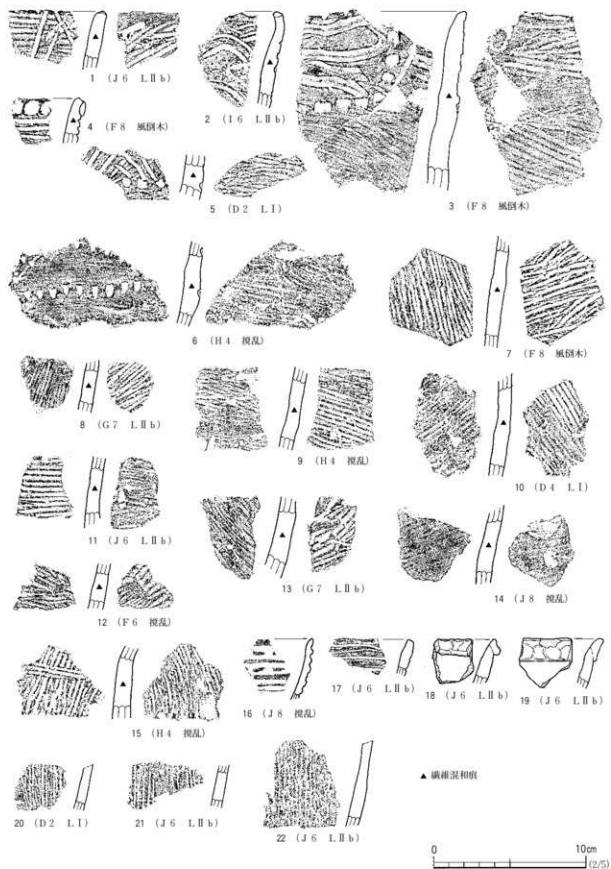 1 (J6 LⅡb)
2 (I6 LⅡb)
3 (F8 風倒木)
4 (F8 風倒木)
5 (D2 LⅠ)
6 (H4 撹乱)
7 (F8 風倒木)
8 (G7 LⅡb)
9 (H4 撹乱)
10 (D4 LⅠ)
11 (J6 LⅡb)
12 (F6 撹乱)
13 (G7 LⅡb)
14 (J8 撹乱)
15 (H4 撹乱)
16 (J8 撹乱)
17 (J6 LⅡb)
18 (J6 LⅡb)
19 (J6 LⅡb)
20 (D2 LⅠ)
21 (J6 LⅡb)
22 (J6 LⅡb)
▲ 繊維混和痕
0 10㎝
(2/5)